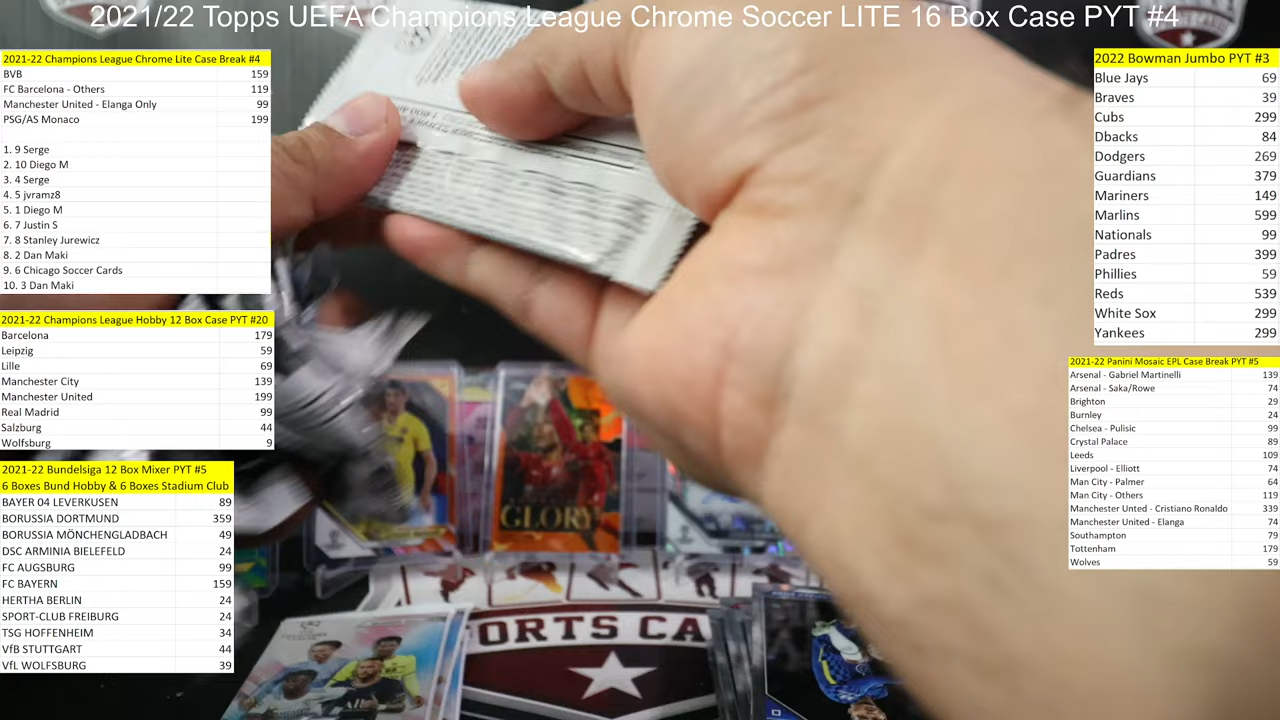 2021/22 Topps UEFA Champions League Chrome Soccer LITE 16 Box Case PYT #4
2021-22 Champions League Chrome Lite Case Break #4
BVB 159
FC Barcelona - Others 119
Manchester United - Elanga Only 99
PSG/AS Monaco 199
1. 9 Serge
2. 10 Diego M
3. 4 Serge
4. 5 jvramz8
5. 1 Diego M
6. 7 Justin S
7. 8 Stanley Jurewicz
8. 2 Dan Maki
9. 6 Chicago Soccer Cards
10. 3 Dan Maki
2021-22 Champions League Hobby 12 Box Case PYT #20
Barcelona 179
Leipzig 59
Lille 69
Manchester City 139
Manchester United 199
Real Madrid 99
Salzburg 44
Wolfsburg 9
2021-22 Bundelsiga 12 Box Mixer PYT #5
6 Boxes Bund Hobby & 6 Boxes Stadium Club
BAYER 04 LEVERKUSEN 89
BORUSSIA DORTMUND 359
BORUSSIA MÖNCHENGLADBACH 49
DSC ARMINIA BIELEFELD 24
FC AUGSBURG 99
FC BAYERN 159
HERTHA BERLIN 24
SPORT-CLUB FREIBURG 24
TSG HOFFENHEIM 34
VfB STUTTGART 44
VfL WOLFSBURG 39
2022 Bowman Jumbo PYT #3
Blue Jays 69
Braves 39
Cubs 299
Dbacks 84
Dodgers 269
Guardians 379
Mariners 149
Marlins 599
Nationals 99
Padres 399
Phillies 59
Reds 539
White Sox 299
Yankees 299
2021-22 Panini Mosaic EPL Case Break PYT #5
Arsenal - Gabriel Martinelli 139
Arsenal - Saka/Rowe 74
Brighton 29
Burnley 24
Chelsea - Pulisic 99
Crystal Palace 89
Leeds 109
Liverpool - Elliott 74
Man City - Palmer 64
Man City - Others 119
Manchester Unted - Cristiano Ronaldo 339
Manchester United - Elanga 74
Southampton 79
Tottenham 179
Wolves 59
GLORY
ORTS CA